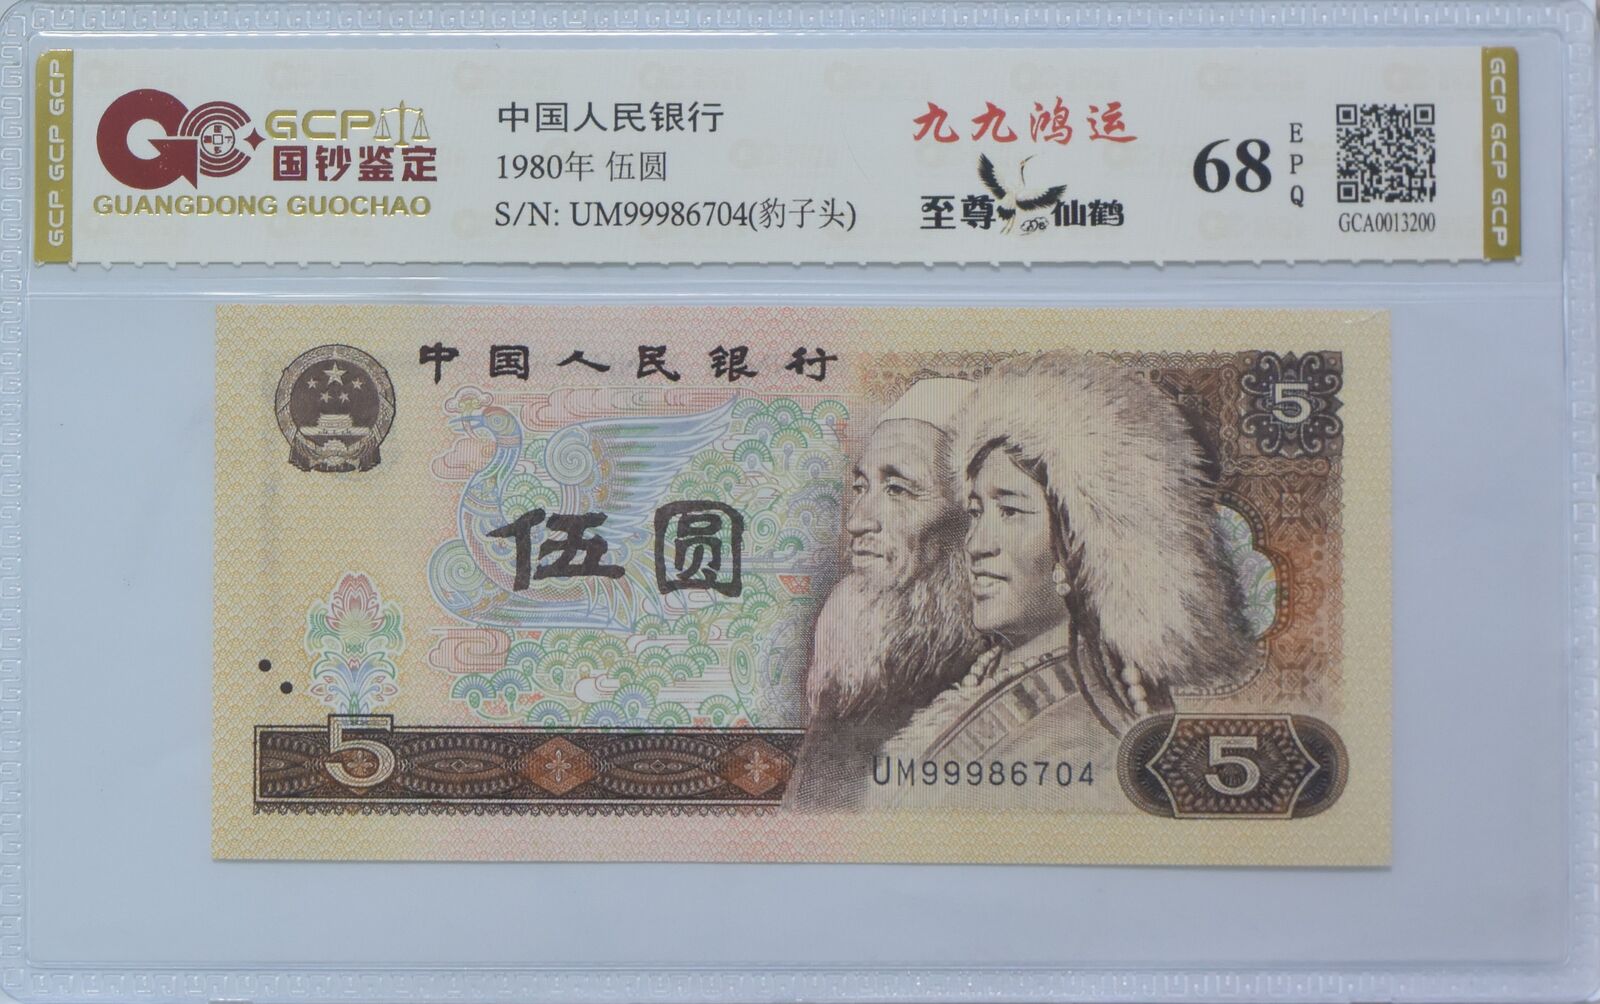 GCP GCP GCP
GCP
国钞鉴定
GUANGDONG GUOCHAO
中国人民银行
1980年 伍圆
S/N: UM99986704(豹子头)
九九鸿运
至尊 仙鹤
68
EPQ
GCA0013200
GCP GCP GCP
中国人民银行
5
伍圆
5
UM99986704
5